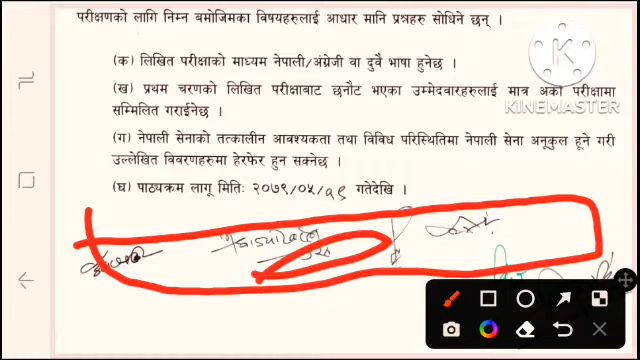 परीक्षणको लागि निम्न बमोजिमका विषयहरुलाई आधार मानि प्रश्नहरु सोधिने छन् ।
(क) लिखित परीक्षाको माध्यम नेपाली/अंग्रेजी वा दुवै भाषा हुनेछ ।
(ख) प्रथम चरणको लिखित परीक्षाबाट छनौट भएका उम्मेदवारहरुलाई मात्र अर्को परीक्षामा
सम्मिलित गराईनेछ ।
(ग) नेपाली सेनाको तत्कालीन आवश्यकता तथा विविध परिस्थितिमा नेपाली सेना अनूकुल हूने गरी
उल्लेखित विवरणहरुमा हेरफेर हुन सक्नेछ ।
(घ) पाठ्यक्रम लागू मितिः २०७९/०५/२९ गतेदेखि ।
KINEMASTER